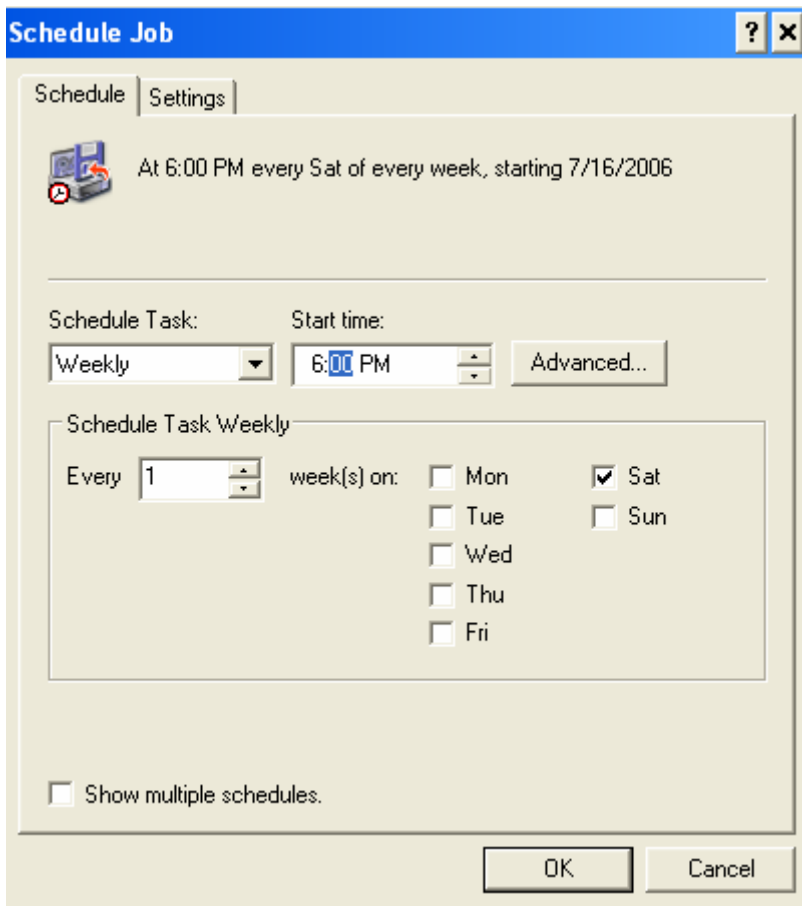 Schedule Job
Schedule Settings
At 6:00 PM every Sat of every week, starting 7/16/2006
Schedule Task: Start time:
Weekly 6:00 PM Advanced...
Schedule Task Weekly
Every 1 week(s) on: Mon Sat
Tue Sun
Wed
Thu
Fri
Show multiple schedules.
OK Cancel